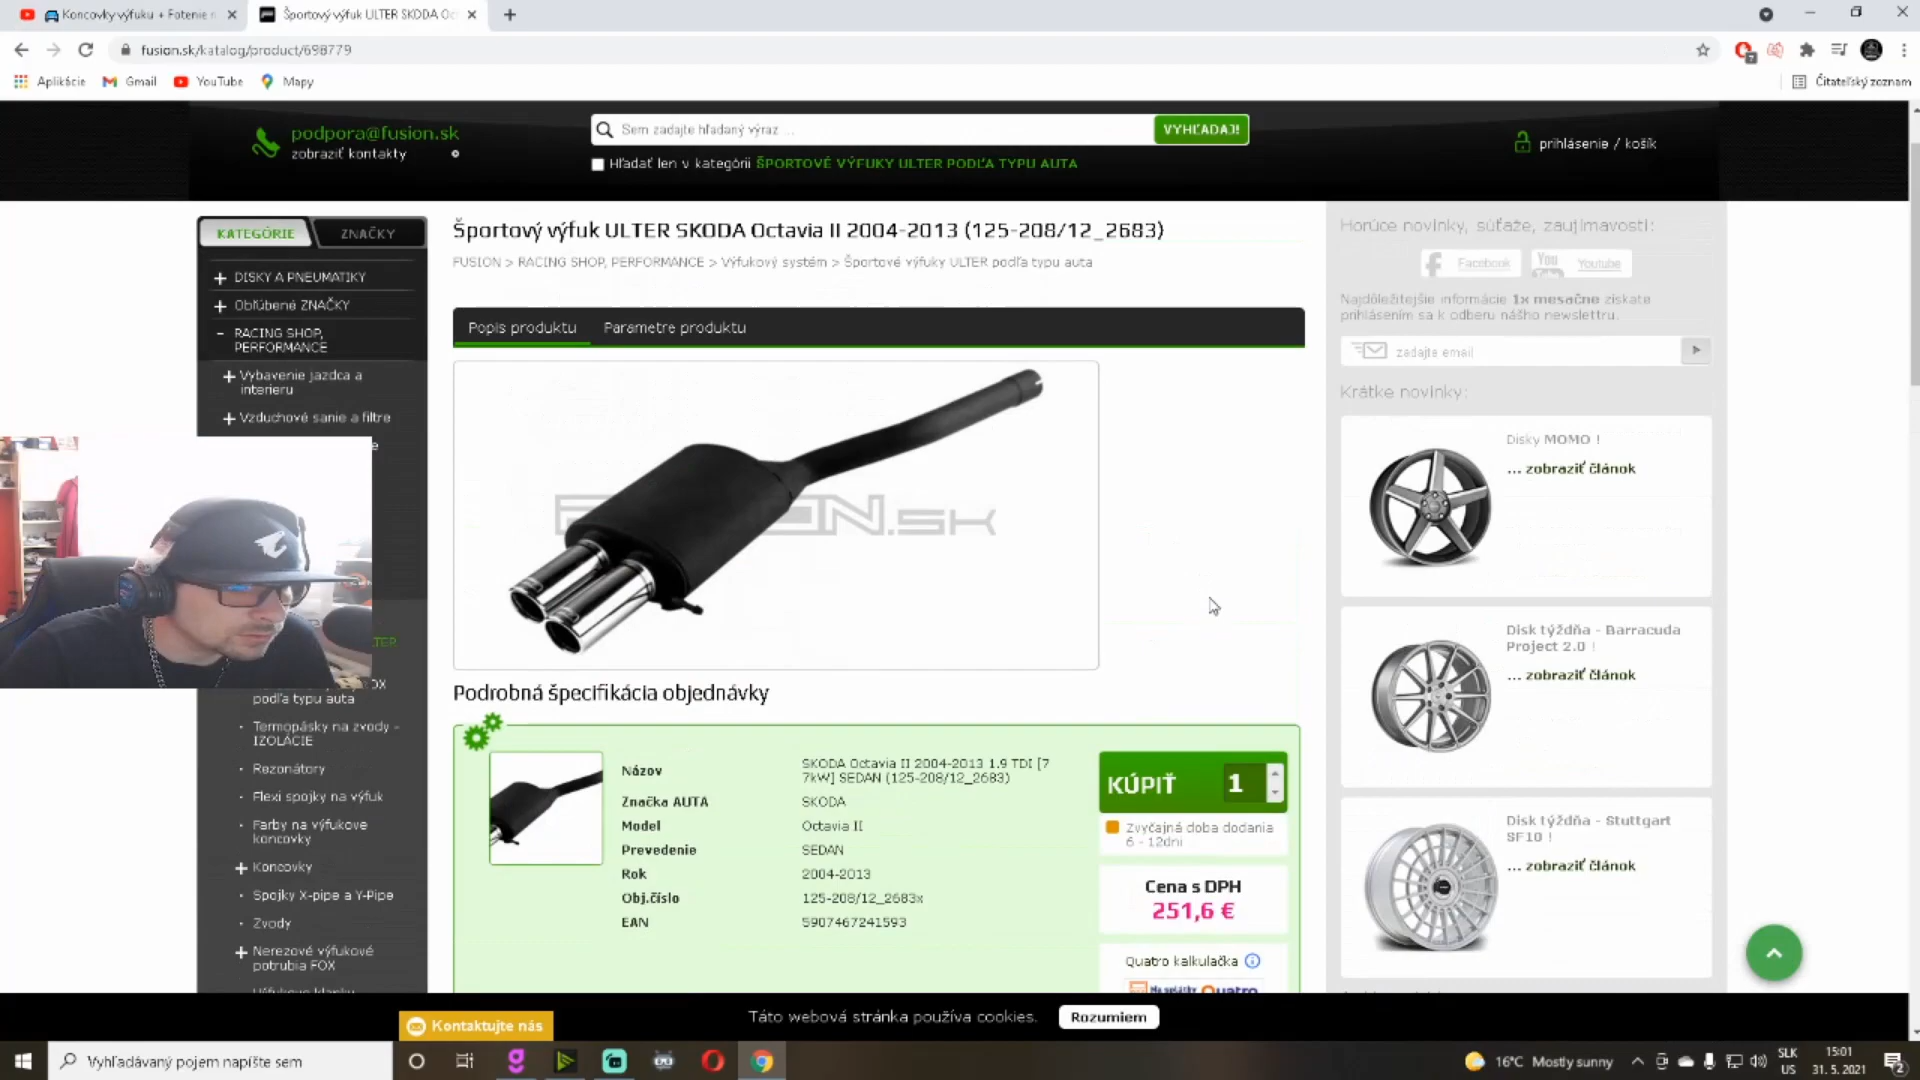 Koncovky výfuku + Fotenie n
Športový výfuk ULTER SKODA Oc
fusion.sk/katalog/product/698779
Aplikácie
Gmail
YouTube
Mapy
Čitateľský zoznam
podpora@fusion.sk
zobraziť kontakty
Sem zadajte hľadaný výraz ...
VYHĽADAJ!
Hľadať len v kategórii ŠPORTOVÉ VÝFUKY ULTER PODĽA TYPU AUTA
prihlásenie / košík
KATEGÓRIE
ZNAČKY
DISKY A PNEUMATIKY
Obľúbené ZNAČKY
RACING SHOP,
PERFORMANCE
Vybavenie jazdca a
interieru
Vzduchové sanie a filtre
podľa typu auta
Termopásky na zvody -
IZOLÁCIE
Rezonátory
Flexi spojky na výfuk
Farby na výfukove
koncovky
Koncovky
Spojky X-pipe a Y-Pipe
Zvody
Nerezové výfukové
potrubia FOX
Športový výfuk ULTER SKODA Octavia II 2004-2013 (125-208/12_2683)
FUSION > RACING SHOP, PERFORMANCE > Výfukový systém > Športové výfuky ULTER podľa typu auta
Popis produktu
Parametre produktu
Podrobná špecifikácia objednávky
Názov
SKODA Octavia II 2004-2013 1.9 TDI [7
7kW] SEDAN (125-208/12_2683)
Značka AUTA
SKODA
Model
Octavia II
Prevedenie
SEDAN
Rok
2004-2013
Obj.číslo
125-208/12_2683x
EAN
5907467241593
KÚPIŤ
1
Zvyčajná doba dodania
6 - 12dni
Cena s DPH
251,6 €
Quatro kalkulačka
Na splátky Quatro
Horúce novinky, súťaže, zaujímavosti:
Facebook
You
Youtube
Najdôležitejšie informácie 1x mesačne získate
prihlásením sa k odberu nášho newslettru.
zadajte email
Krátke novinky:
Disky MOMO !
... zobraziť článok
Disk týždňa - Barracuda
Project 2.0 !
... zobraziť článok
Disk týždňa - Stuttgart
SF10 !
... zobraziť článok
Kontaktujte nás
Táto webová stránka používa cookies.
Rozumiem
Vyhľadávaný pojem napíšte sem
16°C Mostly sunny
SLK
US
15:01
31. 5. 2021